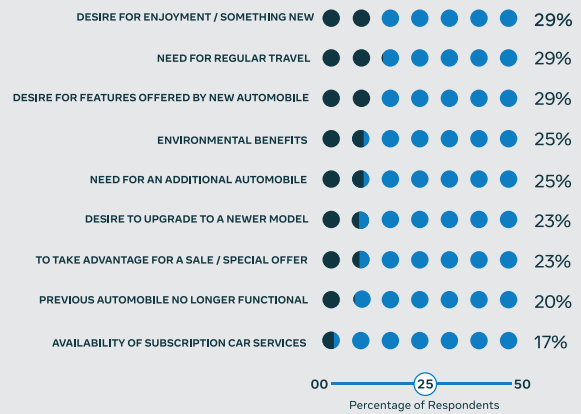 DESIRE FOR ENJOYMENT / SOMETHING NEW 29%
NEED FOR REGULAR TRAVEL 29%
DESIRE FOR FEATURES OFFERED BY NEW AUTOMOBILE 29%
ENVIRONMENTAL BENEFITS 25%
NEED FOR AN ADDITIONAL AUTOMOBILE 25%
DESIRE TO UPGRADE TO A NEWER MODEL 23%
TO TAKE ADVANTAGE FOR A SALE / SPECIAL OFFER 23%
PREVIOUS AUTOMOBILE NO LONGER FUNCTIONAL 20%
AVAILABILITY OF SUBSCRIPTION CAR SERVICES 17%
00 25 50
Percentage of Respondents